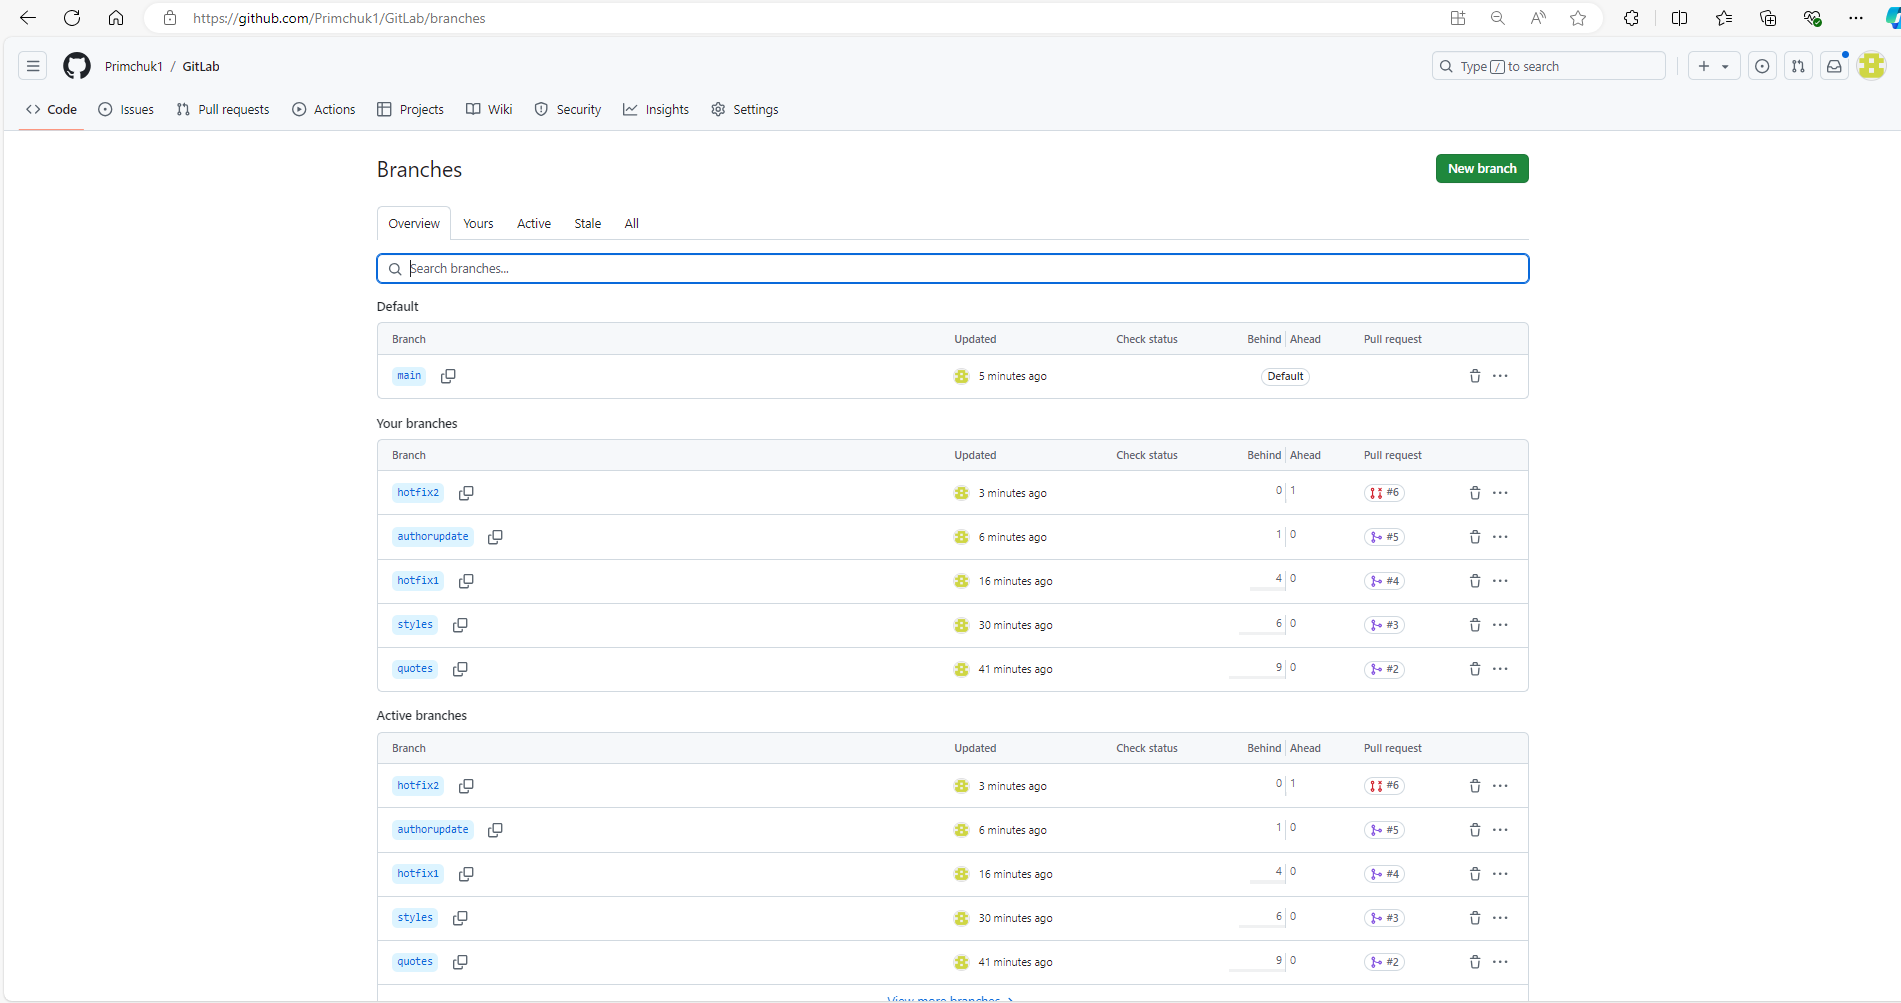 https://github.com/Primchuk1/GitLab/branches
Primchuk1 / GitLab
Type / to search
Code Issues Pull requests Actions Projects Wiki Security Insights Settings
Branches
New branch
Overview Yours Active Stale All
Search branches...
Default
Branch Updated Check status Behind Ahead Pull request
main 5 minutes ago Default
Your branches
Branch Updated Check status Behind Ahead Pull request
hotfix2 3 minutes ago 0 1 #6
authorupdate 6 minutes ago 1 0 #5
hotfix1 16 minutes ago 4 0 #4
styles 30 minutes ago 6 0 #3
quotes 41 minutes ago 9 0 #2
Active branches
Branch Updated Check status Behind Ahead Pull request
hotfix2 3 minutes ago 0 1 #6
authorupdate 6 minutes ago 1 0 #5
hotfix1 16 minutes ago 4 0 #4
styles 30 minutes ago 6 0 #3
quotes 41 minutes ago 9 0 #2
View more branches